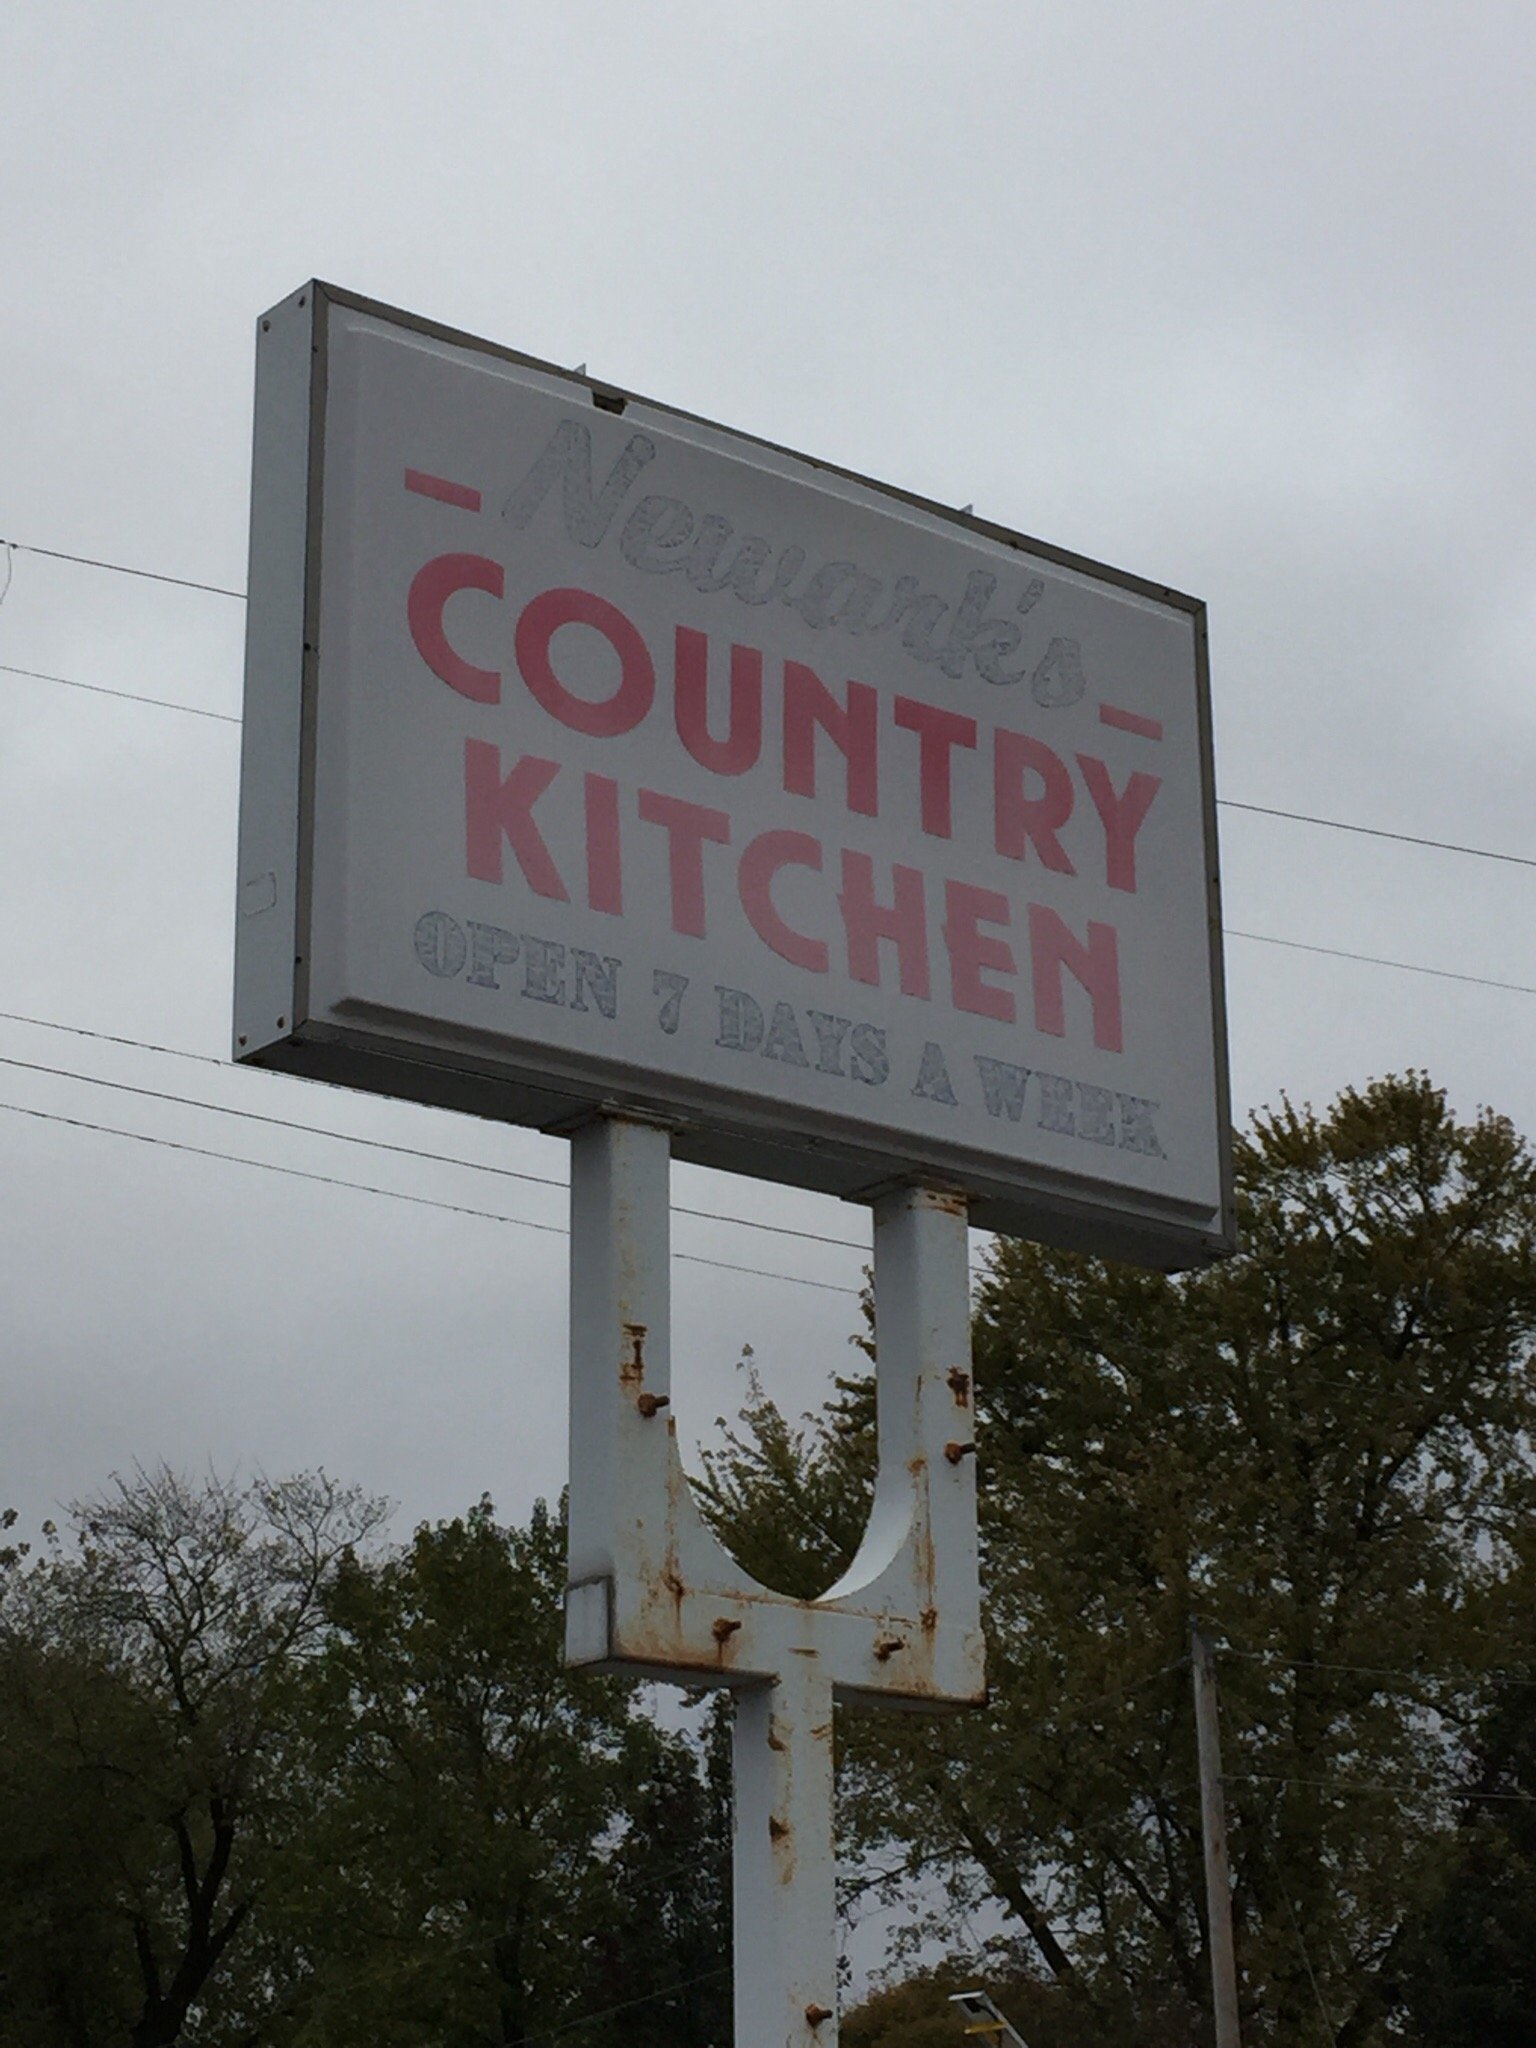 Newark's
COUNTRY
KITCHEN
OPEN 7 DAYS A WEEK